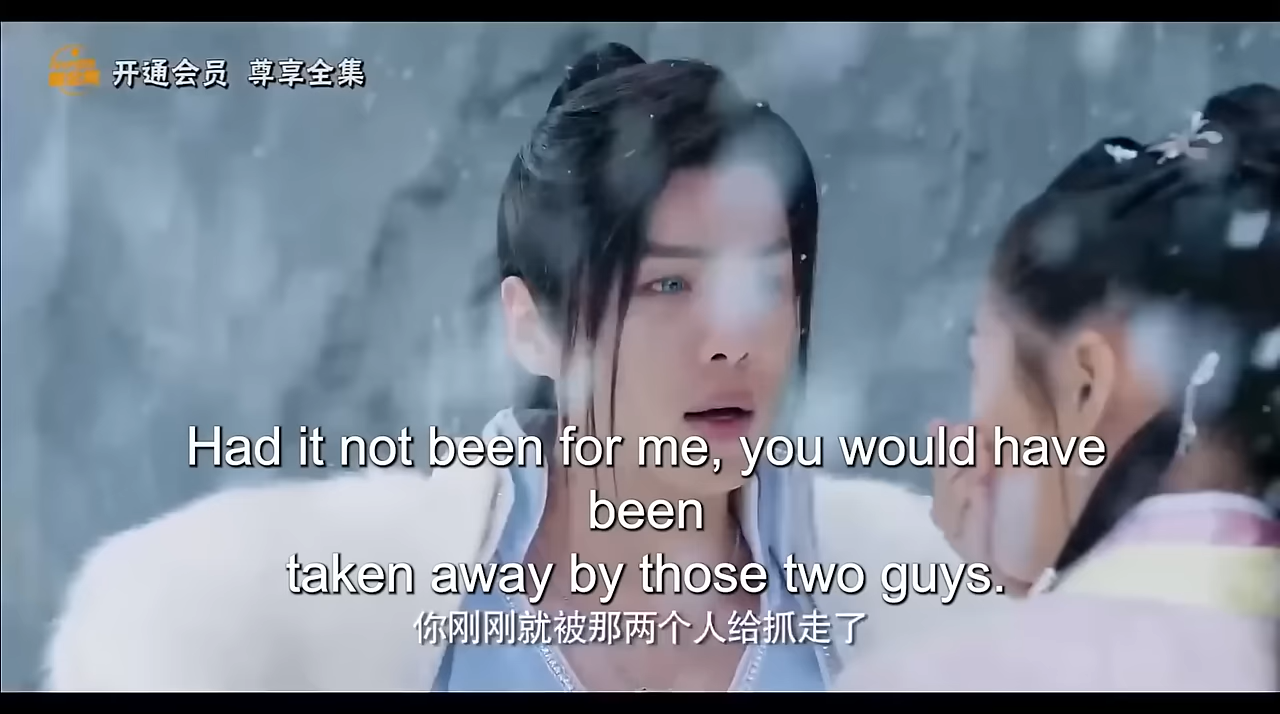 开通会员 尊享全集
Had it not been for me, you would have
been
taken away by those two guys.
你刚刚就被那两个人给抓走了